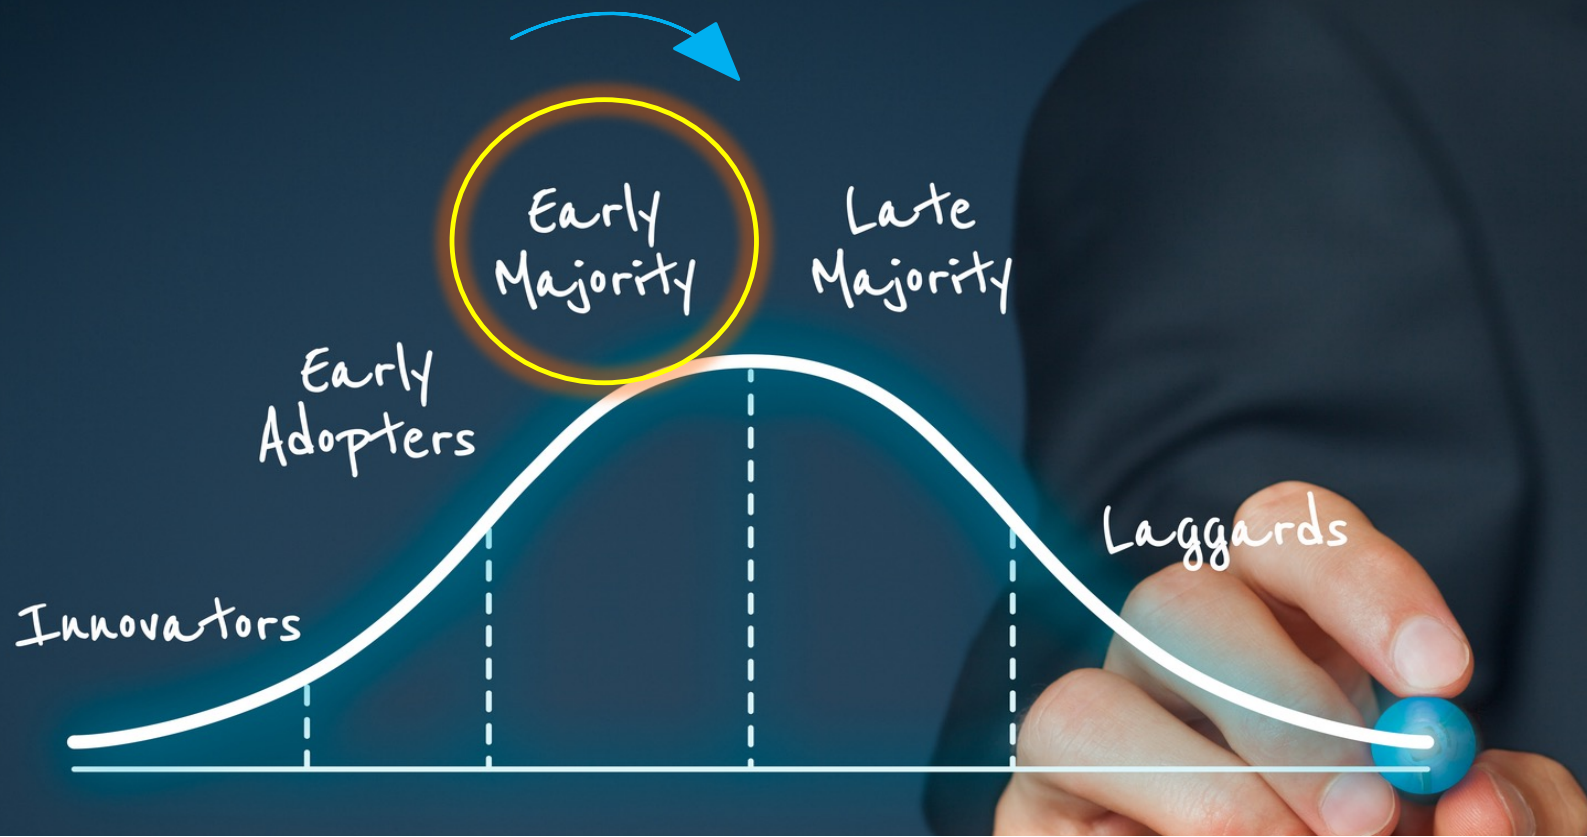 Innovators
Early
Adopters
Early
Majority
Late
Majority
Laggards